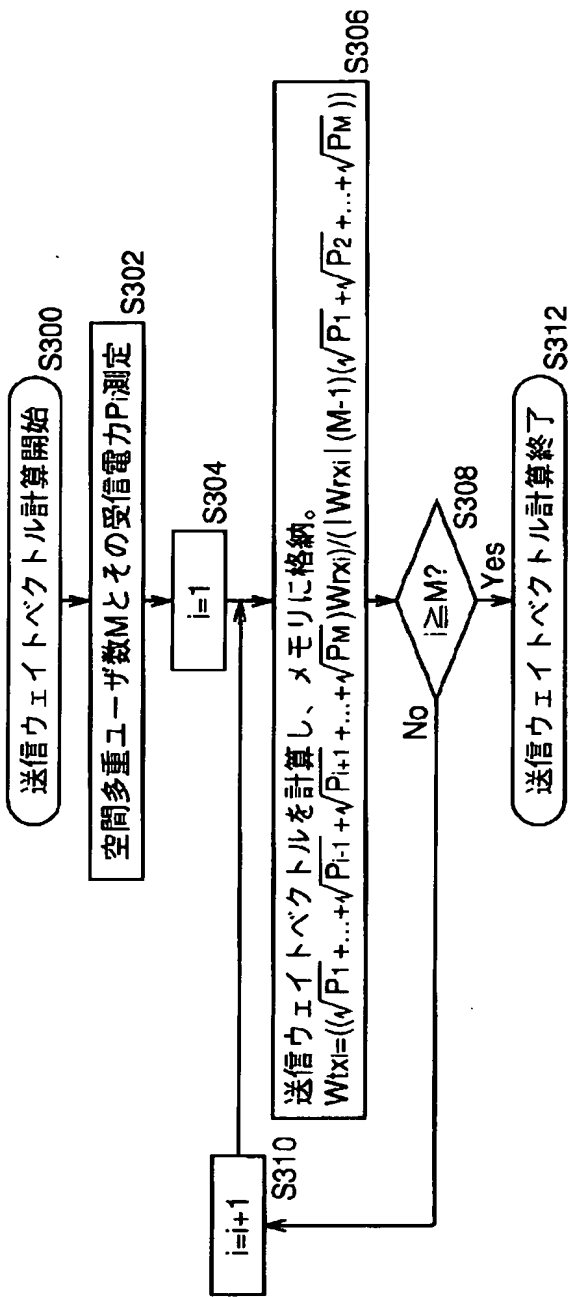 送信ウェイトベクトル計算開始
S300
空間多重ユーザ数Mとその受信電力Pi測定
S302
i=1
S304
送信ウェイトベクトルを計算し、メモリに格納。
Wtxi=((√P1+...+√Pi-1+√Pi+1+...+√PM)Wrxi)/(|Wrxi|(M-1)(√P1+√P2+...+√PM))
S306
i≧M?
S308
No
Yes
i=i+1
S310
送信ウェイトベクトル計算終了
S312